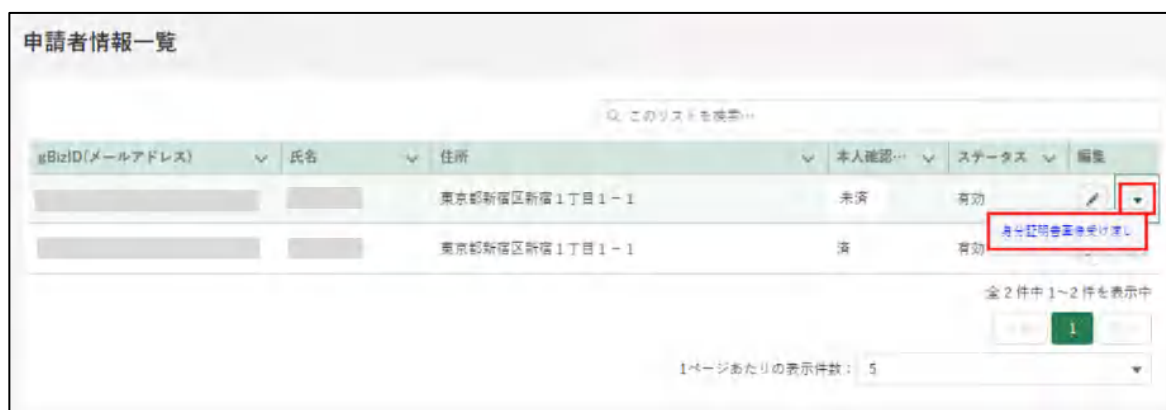 申請者情報一覧
このリストを検索…
gBizID(メールアドレス) 氏名 住所 本人確認… ステータス 編集
東京都新宿区新宿1丁目1-1 未済 有効
身分証明書画像受け渡し
東京都新宿区新宿1丁目1-1 済 有効
全2件中1~2件を表示中
1
1ページあたりの表示件数: 5